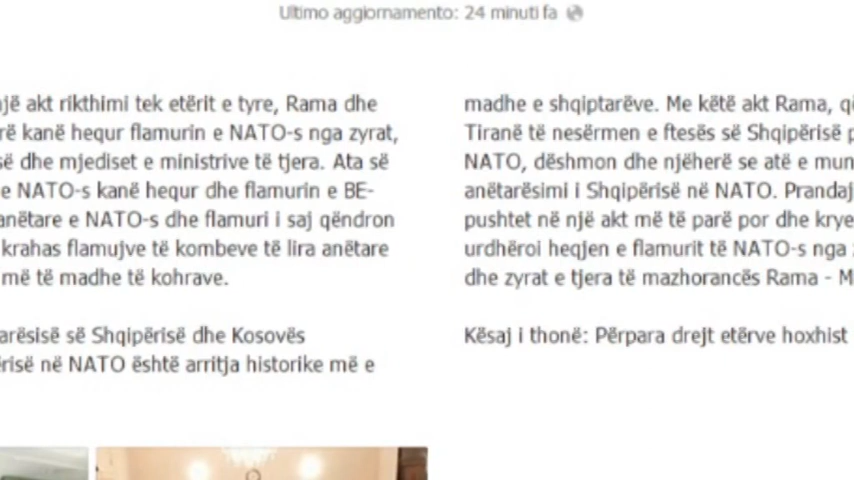 Ultimo aggiornamento: 24 minuti fa
një akt rikthimi tek etërit e tyre, Rama dhe
rë kanë hequr flamurin e NATO-s nga zyrat,
së dhe mjediset e ministrive të tjera. Ata së
e NATO-s kanë hequr dhe flamurin e BE-
anëtare e NATO-s dhe flamuri i saj qëndron
krahas flamujve të kombeve të lira anëtare
më të madhe të kohrave.
arësisë së Shqipërisë dhe Kosovës
risë në NATO është arritja historike më e
madhe e shqiptarëve. Me këtë akt Rama, që
Tiranë të nesërmen e ftesës së Shqipërisë p
NATO, dëshmon dhe njëherë se atë e mun
anëtarësimi i Shqipërisë në NATO. Prandaj
pushtet në një akt më të parë por dhe krye
urdhëroi heqjen e flamurit të NATO-s nga
dhe zyrat e tjera të mazhorancës Rama - M
Kësaj i thonë: Përpara drejt etërve hoxhist